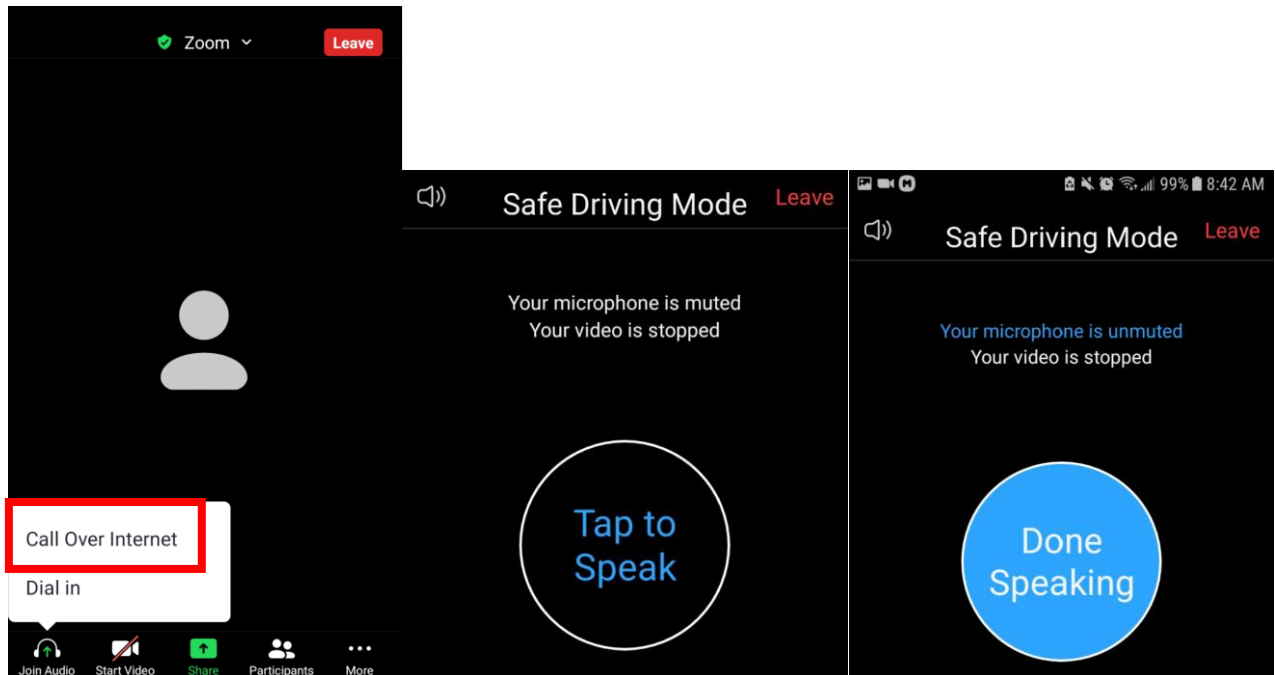 Zoom
Leave
Call Over Internet
Dial in
Join Audio
Start Video
Share
Participants
More
Safe Driving Mode
Leave
Your microphone is muted
Your video is stopped
Tap to
Speak
99% 8:42 AM
Safe Driving Mode
Leave
Your microphone is unmuted
Your video is stopped
Done
Speaking